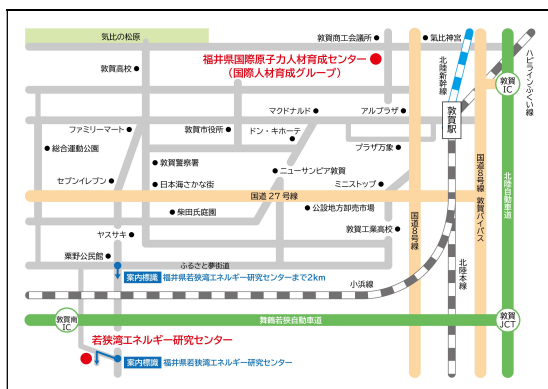 気比の松原
敦賀商工会議所
気比神宮
福井県国際原子力人材育成センター
（国際人材育成グループ）
敦賀高校
北陸新幹線
ハピラインふくい線
敦賀
IC
マクドナルド
アルプラザ
敦賀駅
ファミリーマート
敦賀市役所
ドン・キホーテ
総合運動公園
プラザ万象
敦賀警察署
ニューサンピア敦賀
国道8号線 敦賀バイパス
北陸自動車道
セブンイレブン
日本海さかな街
ミニストップ
国道27号線
柴田氏庭園
公設地方卸売市場
国道8号線
ヤスサキ
敦賀工業高校
粟野公民館
ふるさと夢街道
北陸本線
案内標識 福井県若狭湾エネルギー研究センターまで2km
小浜線
敦賀南
IC
舞鶴若狭自動車道
敦賀
JCT
若狭湾エネルギー研究センター
案内標識 福井県若狭湾エネルギー研究センター